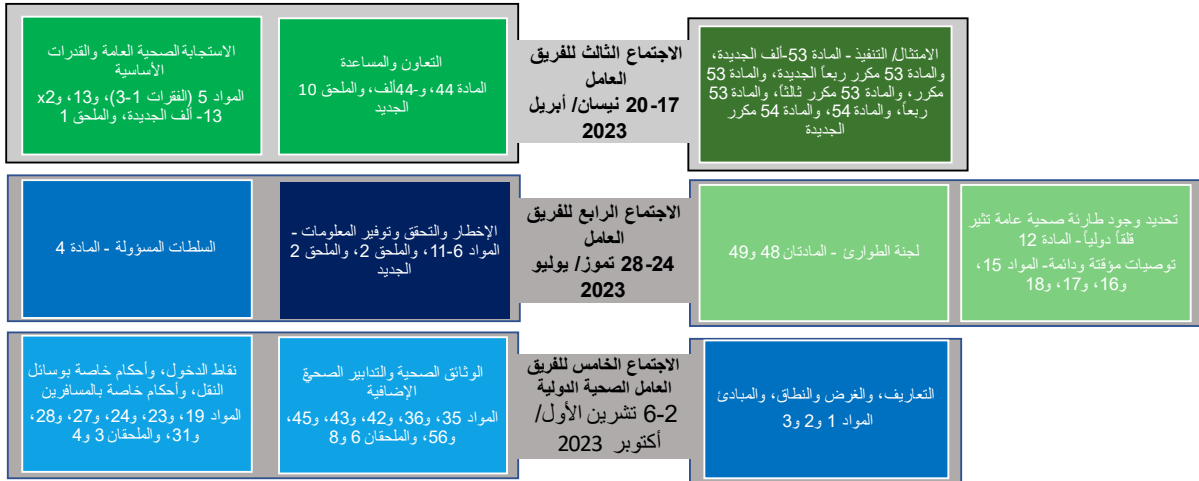 الامتثال/ التنفيذ - المادة 53-ألف الجديدة،
والمادة 53 مكرر ربعاً الجديدة، والمادة 53
مكرر، والمادة 53 مكرر ثالثاً، والمادة 53
ربعاً، والمادة 54، والمادة 54 مكرر
الجديدة
الاجتماع الثالث للفريق
العامل
17-20 نيسان/ أبريل
2023
التعاون والمساعدة
المادة 44، و-44ألف، والملحق 10
الجديد
الاستجابة الصحية العامة والقدرات
الأساسية
المواد 5 (الفقرات 1-3)، و13، وx2
13- ألف الجديدة، والملحق 1
تحديد وجود طارئة صحية عامة تثير
قلقاً دولياً - المادة 12
توصيات مؤقتة ودائمة- المواد 15،
و16، و17، و18
لجنة الطوارئ - المادتان 48 و49
الاجتماع الرابع للفريق
العامل
24-28 تموز/ يوليو
2023
الإخطار والتحقق وتوفير المعلومات -
المواد 6-11، والملحق 2، والملحق 2
الجديد
السلطات المسؤولة - المادة 4
التعاريف، والغرض والنطاق، والمبادئ
المواد 1 و2 و3
الاجتماع الخامس للفريق
العامل الصحية الدولية
2-6 تشرين الأول/
أكتوبر 2023
الوثائق الصحية والتدابير الصحيّة
الإضافية
المواد 35، و36، و42، و43، و45،
و56، والملحقان 6 و8
نقاط الدخول، وأحكام خاصة بوسائل
النقل، وأحكام خاصة بالمسافرين
المواد 19، و23، و24، و27، و28،
و31، والملحقان 3 و4